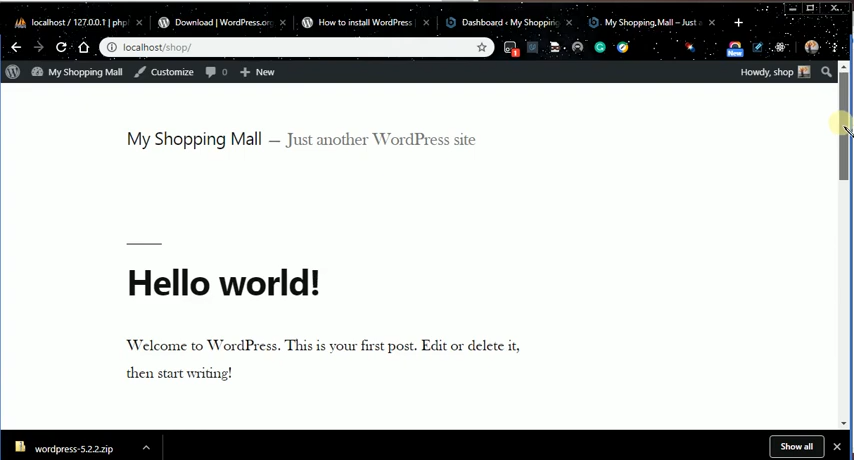 localhost / 127.0.0.1 | phpl
Download | WordPress.org
How to install WordPress
Dashboard ‹ My Shopping
My Shopping Mall – Just a
localhost/shop/
1
New
My Shopping Mall
Customize
0
New
Howdy, shop
My Shopping Mall — Just another WordPress site
Hello world!
Welcome to WordPress. This is your first post. Edit or delete it,
then start writing!
wordpress-5.2.2.zip
Show all